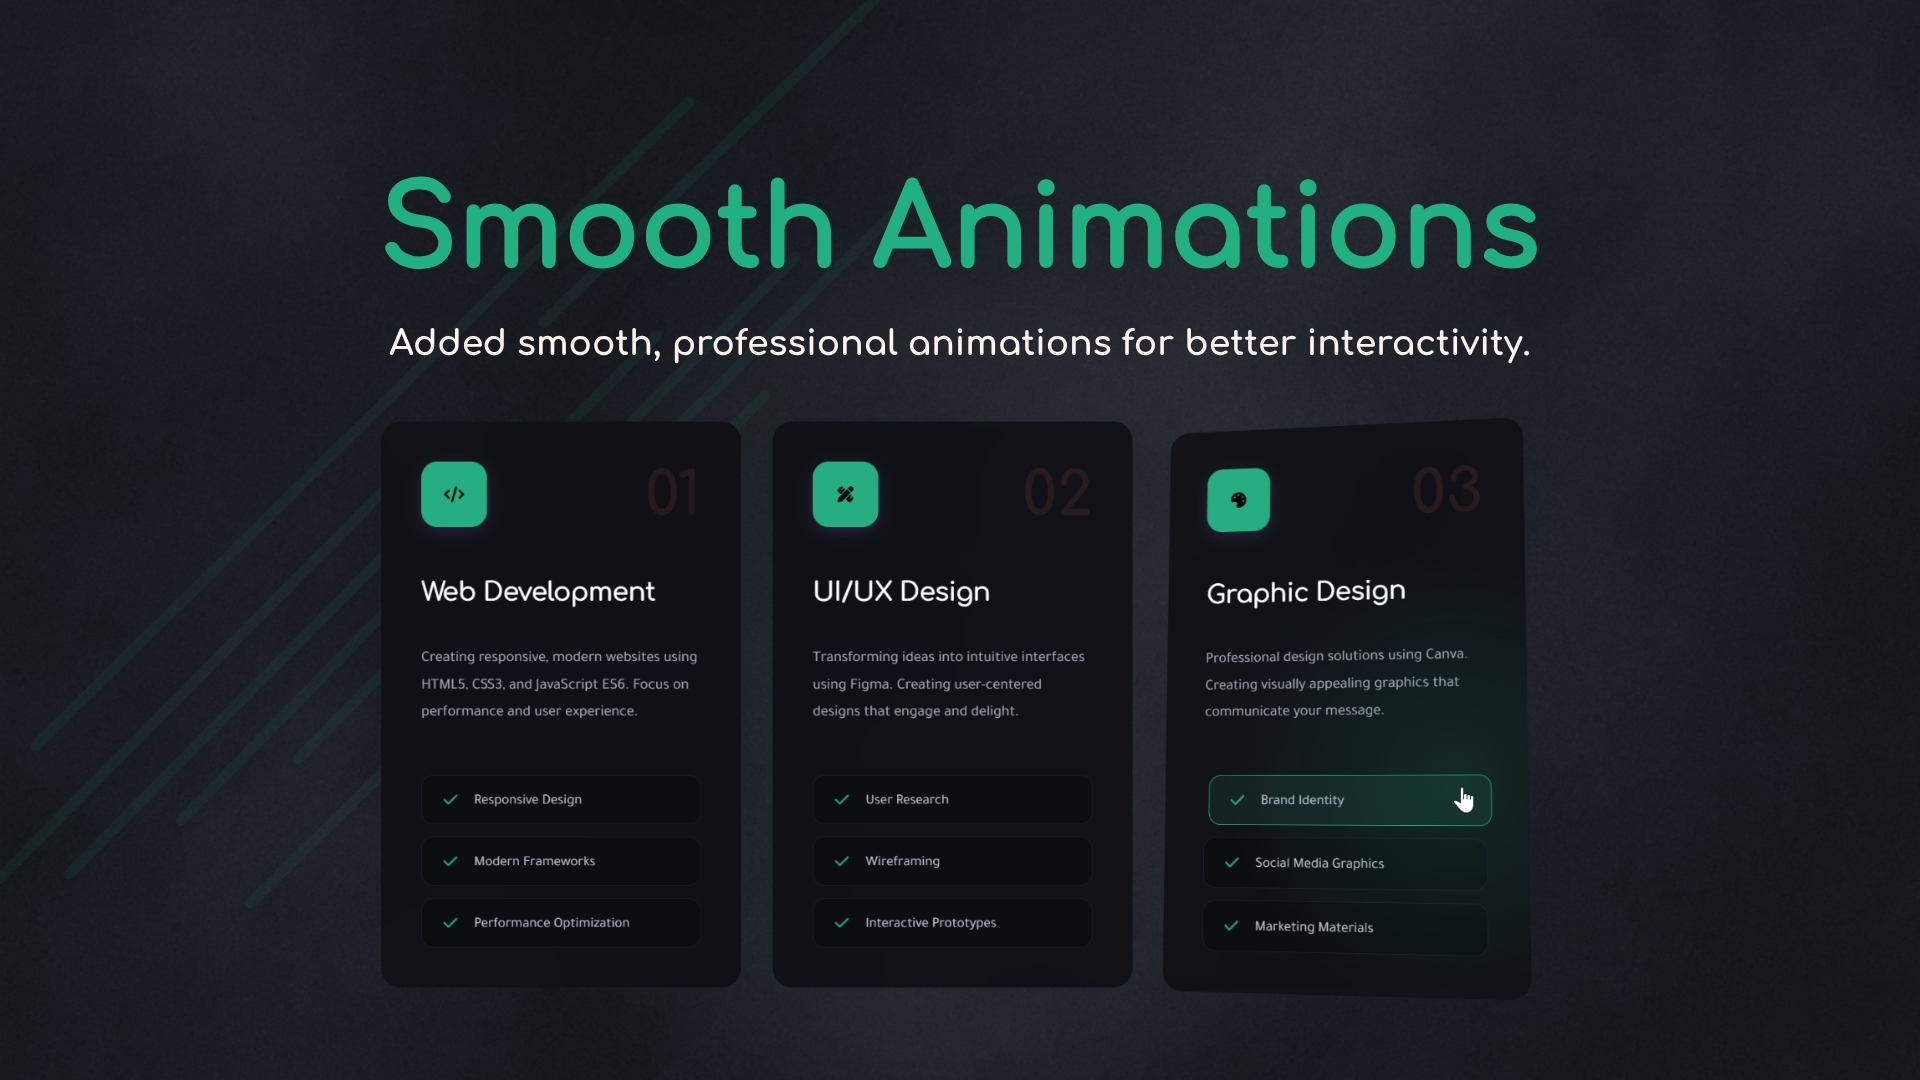 Smooth Animations
Added smooth, professional animations for better interactivity.
</>
01
Web Development
Creating responsive, modern websites using
HTML5, CSS3, and JavaScript ES6. Focus on
performance and user experience.
Responsive Design
Modern Frameworks
Performance Optimization
02
UI/UX Design
Transforming ideas into intuitive interfaces
using Figma. Creating user-centered
designs that engage and delight.
User Research
Wireframing
Interactive Prototypes
03
Graphic Design
Professional design solutions using Canva.
Creating visually appealing graphics that
communicate your message.
Brand Identity
Social Media Graphics
Marketing Materials